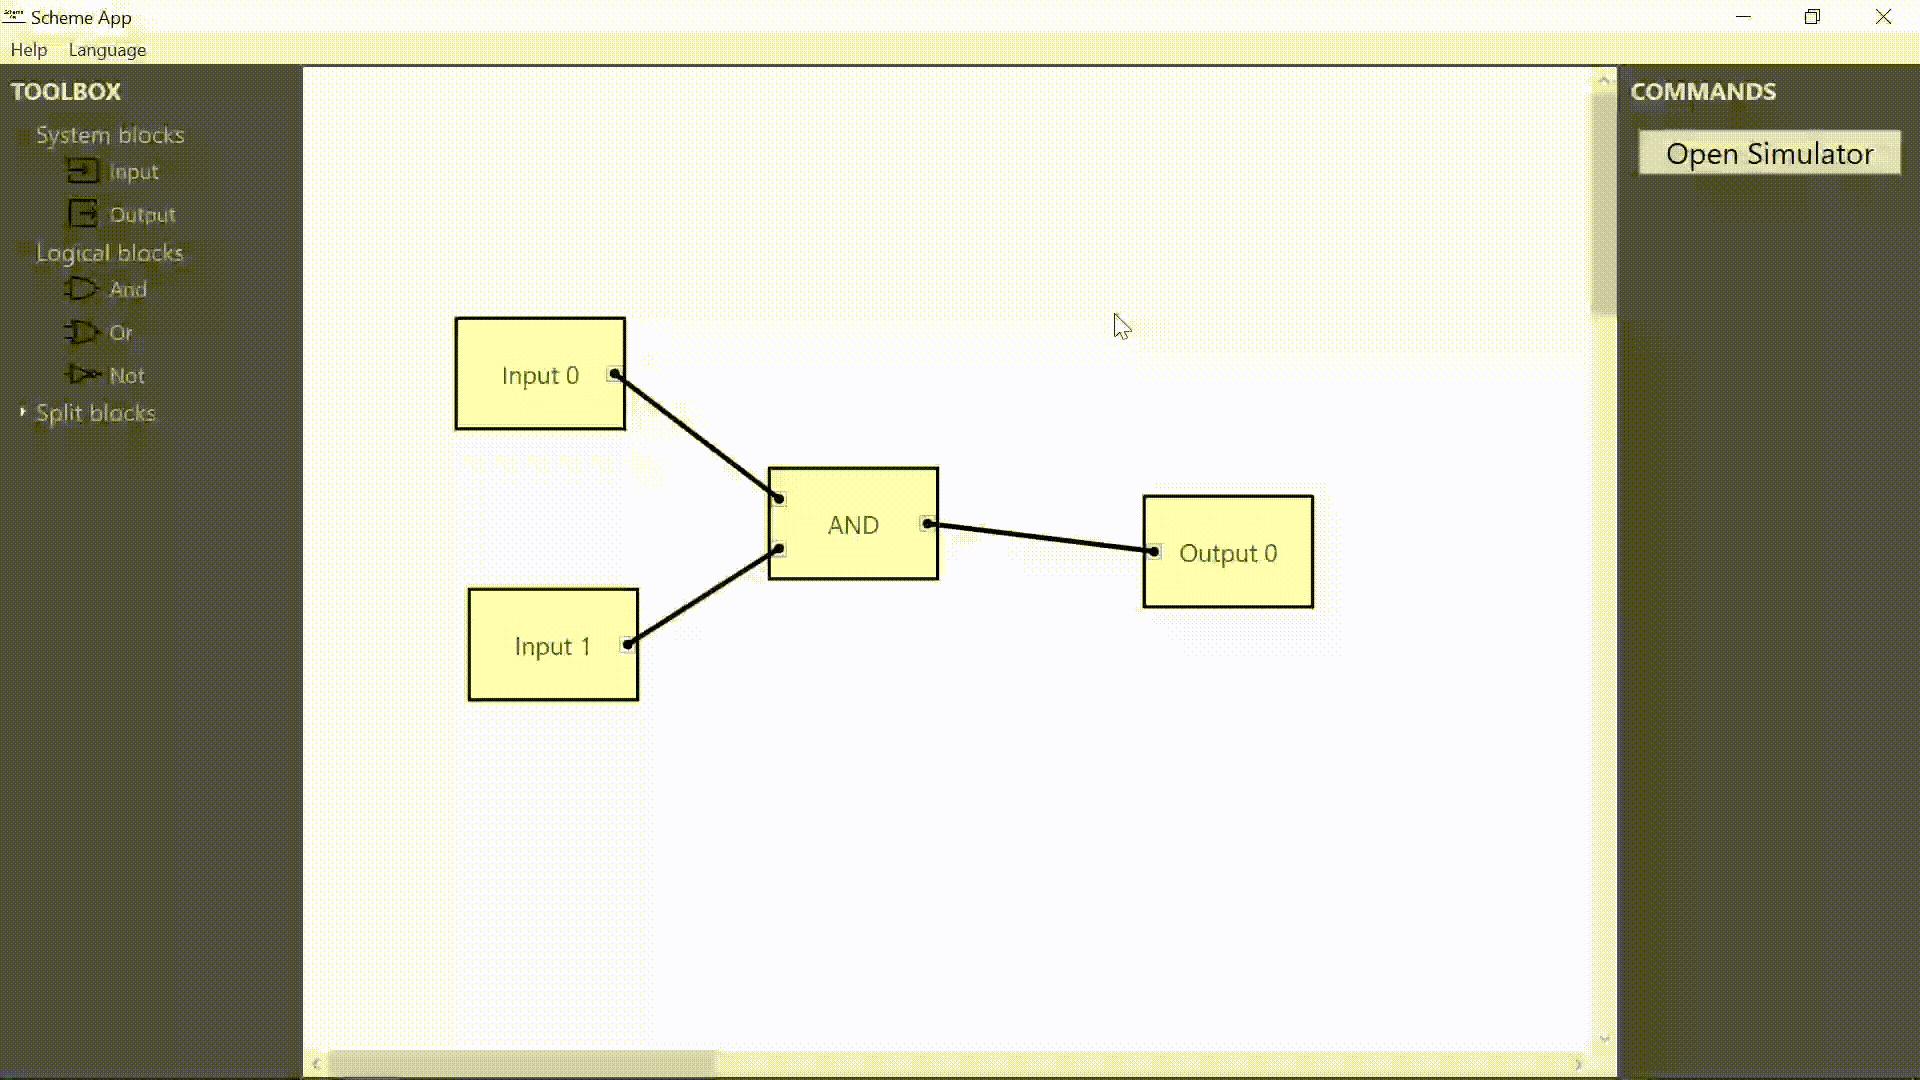 Scheme App
Help Language
TOOLBOX
System blocks
Input
Output
Logical blocks
And
Or
Not
Split blocks
Input 0
Input 1
AND
Output 0
COMMANDS
Open Simulator